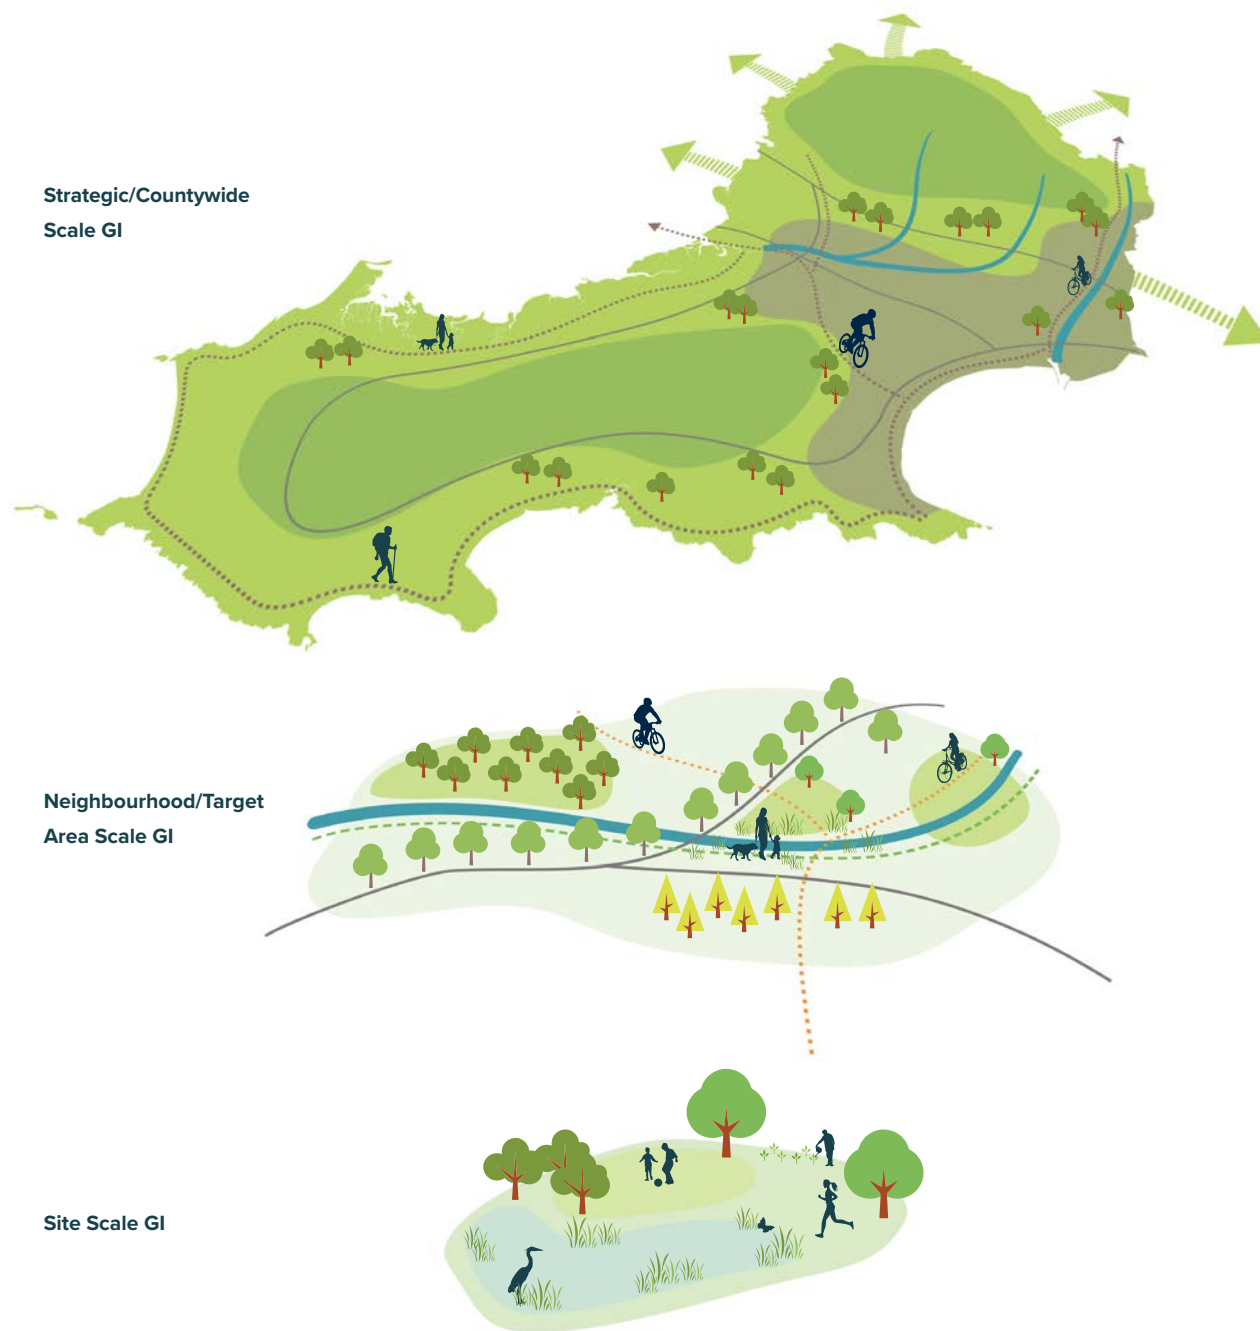 Strategic/Countywide
Scale GI
Neighbourhood/Target
Area Scale GI
Site Scale GI